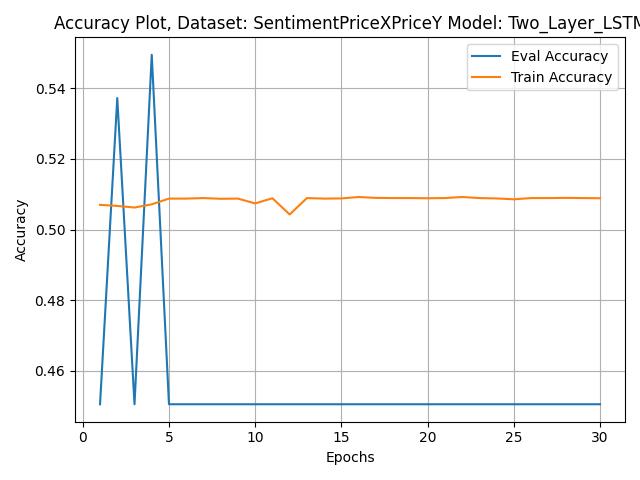 Accuracy Plot, Dataset: SentimentPriceXPriceY Model: Two_Layer_LSTM
Eval Accuracy
Train Accuracy
0.54
0.52
0.50
0.48
0.46
Accuracy
0 5 10 15 20 25 30
Epochs